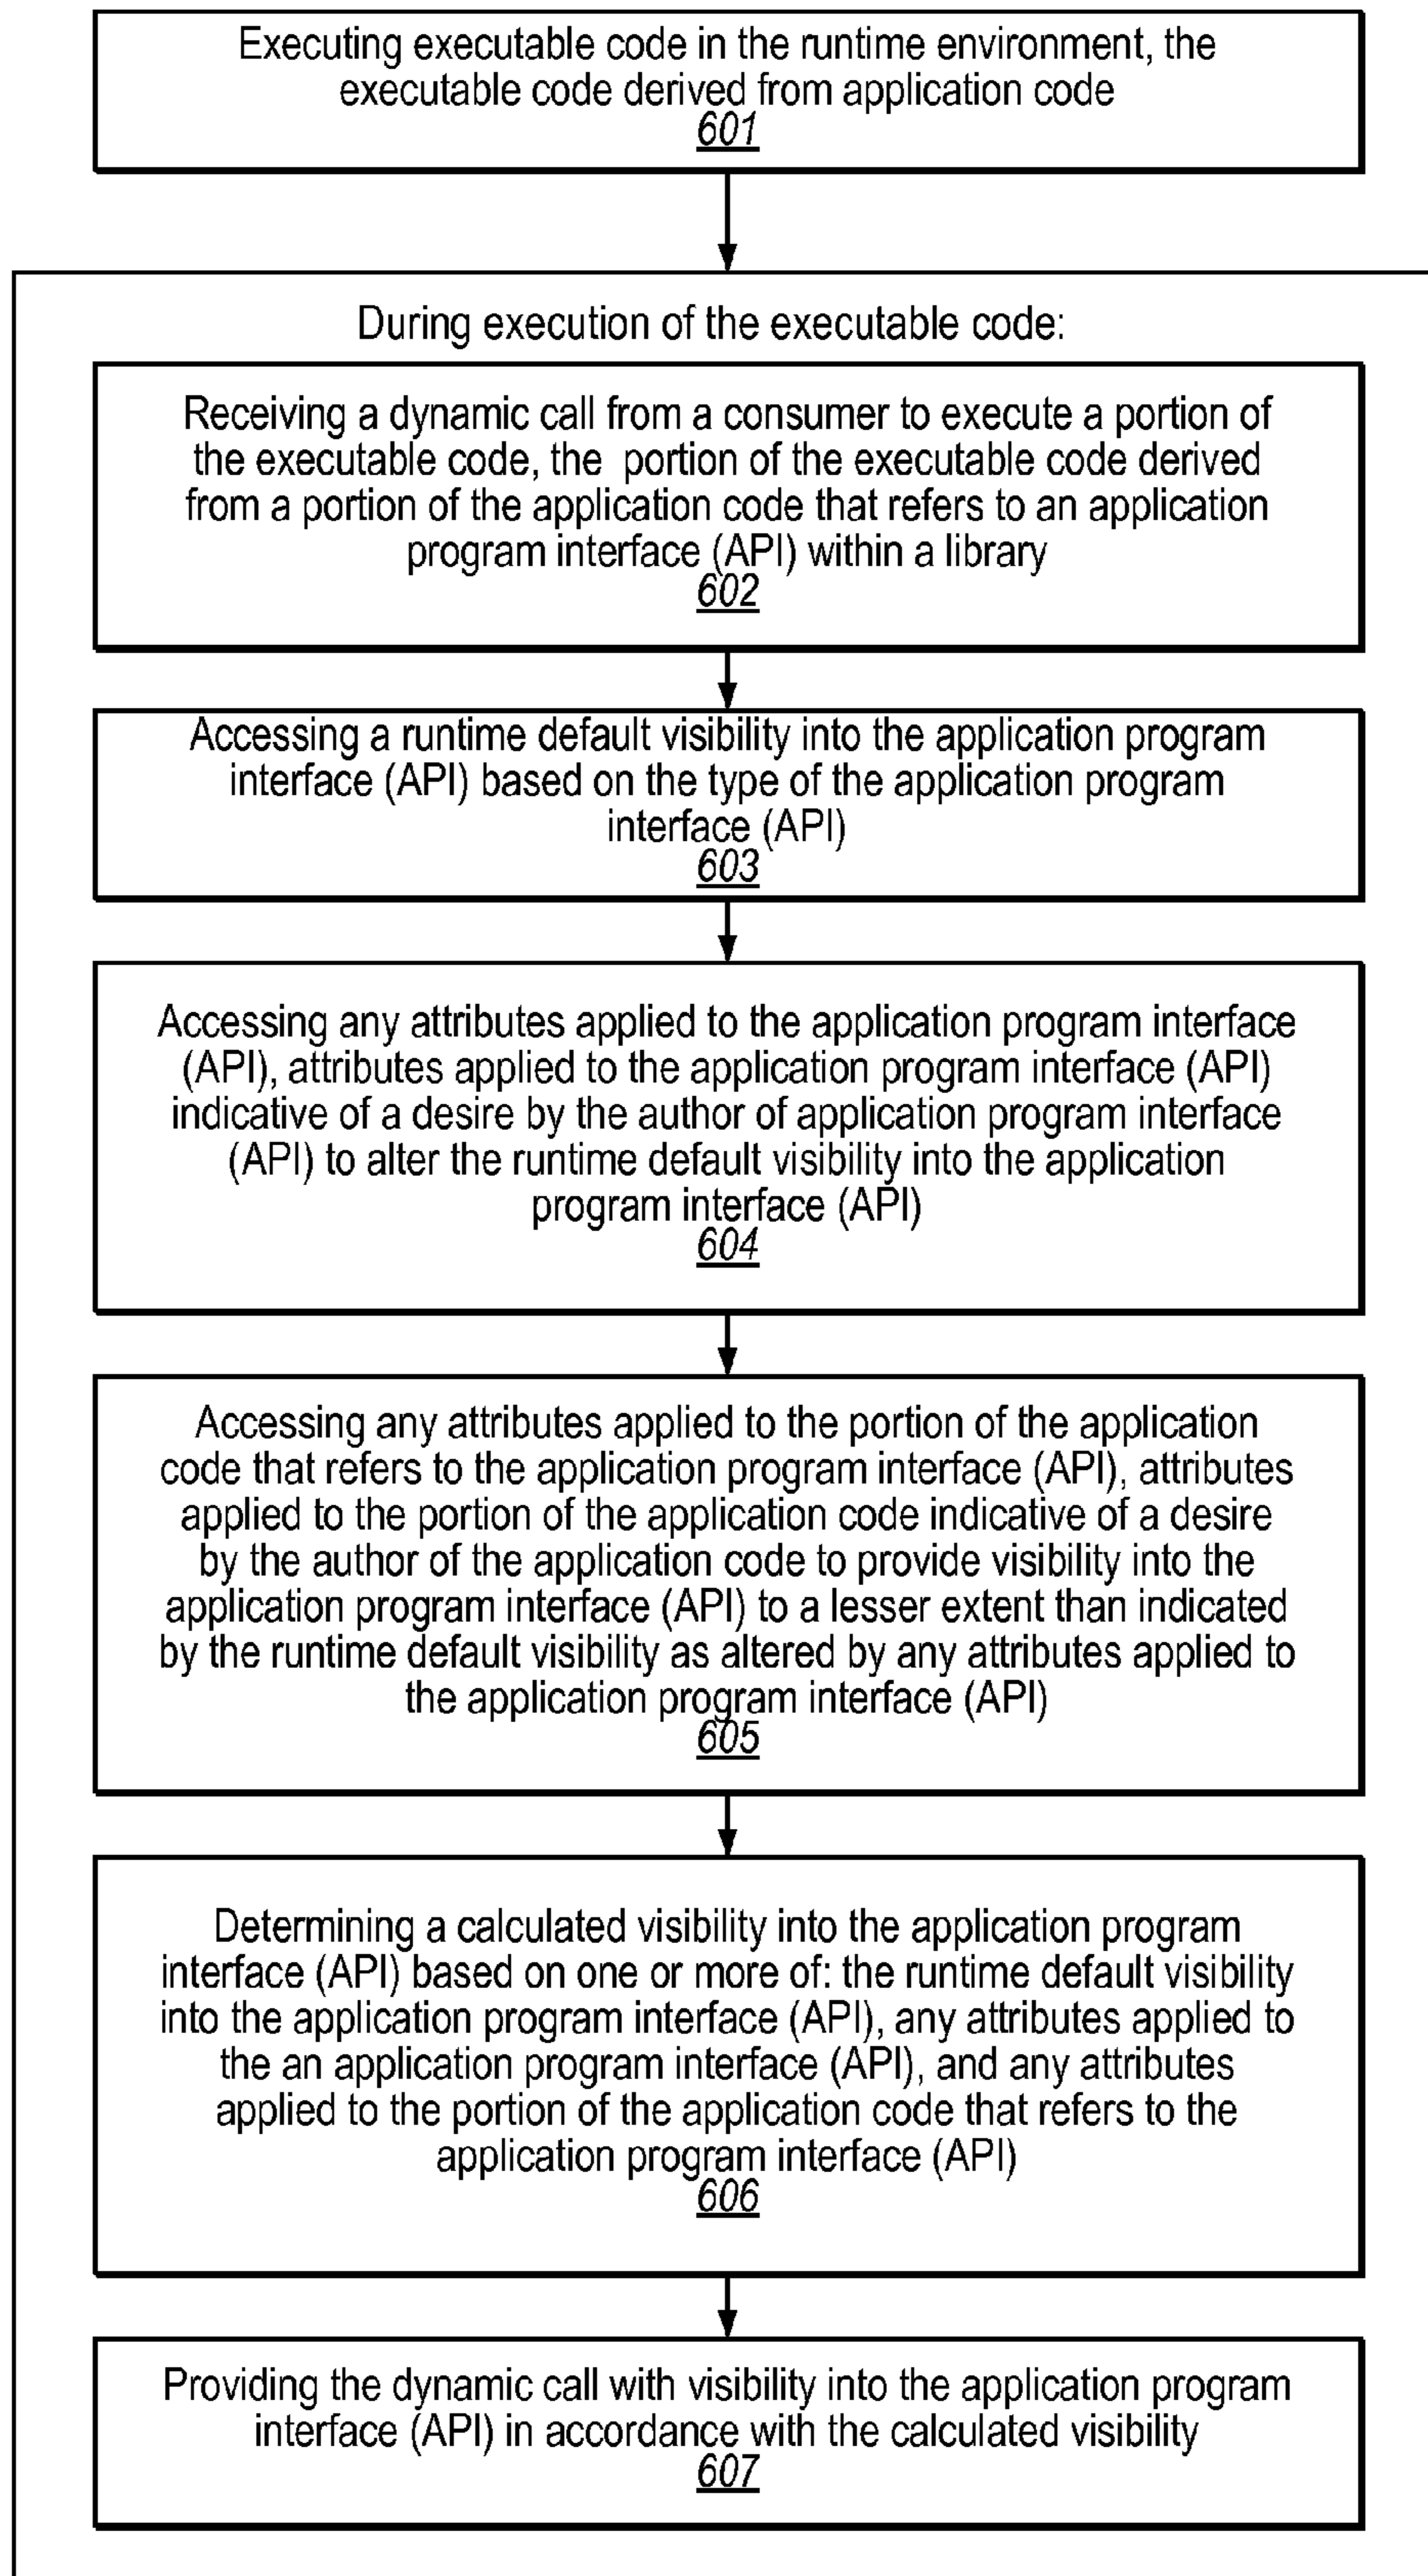 Executing executable code in the runtime environment, the
executable code derived from application code
601
During execution of the executable code:
Receiving a dynamic call from a consumer to execute a portion of
the executable code, the portion of the executable code derived
from a portion of the application code that refers to an application
program interface (API) within a library
602
Accessing a runtime default visibility into the application program
interface (API) based on the type of the application program
interface (API)
603
Accessing any attributes applied to the application program interface
(API), attributes applied to the application program interface (API)
indicative of a desire by the author of application program interface
(API) to alter the runtime default visibility into the application
program interface (API)
604
Accessing any attributes applied to the portion of the application
code that refers to the application program interface (API), attributes
applied to the portion of the application code indicative of a desire
by the author of the application code to provide visibility into the
application program interface (API) to a lesser extent than indicated
by the runtime default visibility as altered by any attributes applied to
the application program interface (API)
605
Determining a calculated visibility into the application program
interface (API) based on one or more of: the runtime default visibility
into the application program interface (API), any attributes applied to
the an application program interface (API), and any attributes
applied to the portion of the application code that refers to the
application program interface (API)
606
Providing the dynamic call with visibility into the application program
interface (API) in accordance with the calculated visibility
607